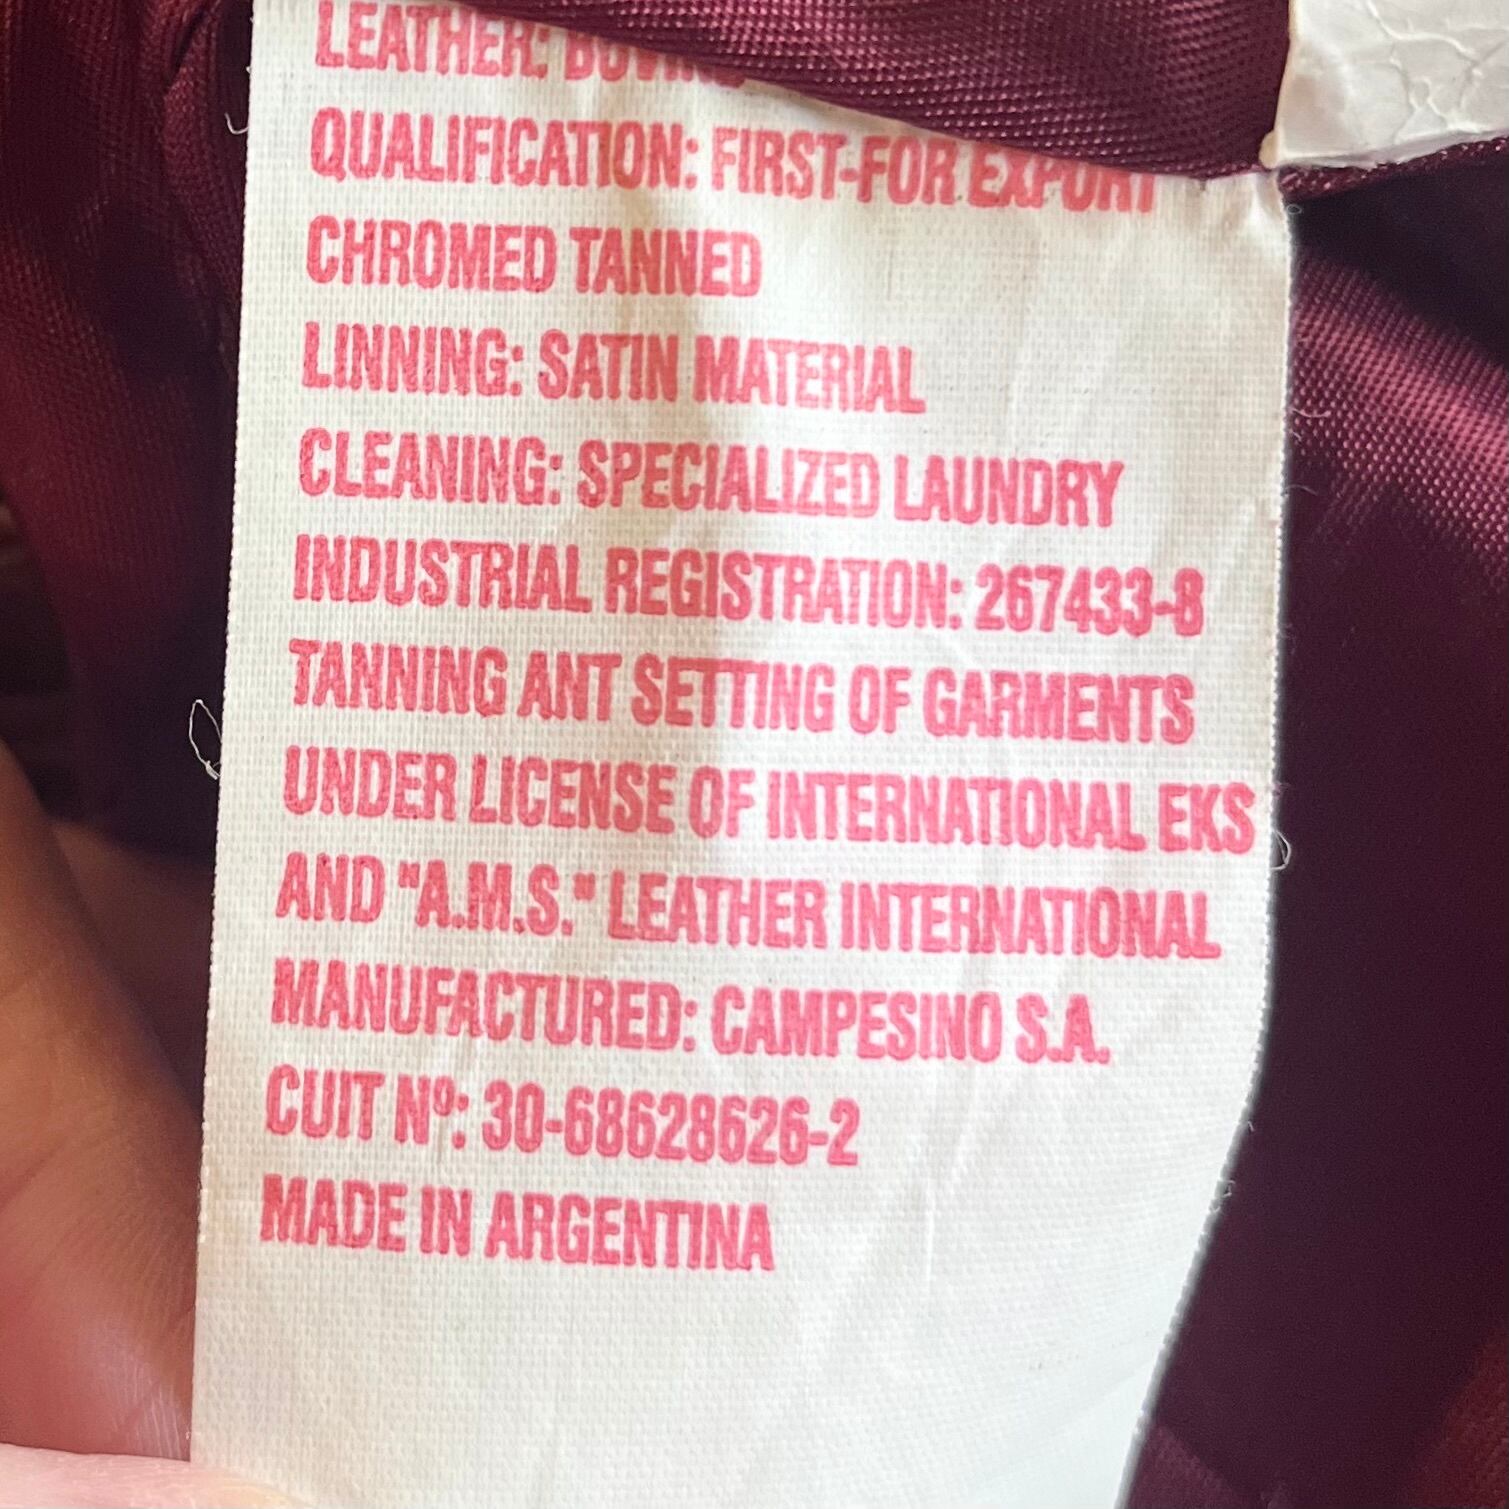 LEATHER: BOVINE
QUALIFICATION: FIRST-FOR EXPORT
CHROMED TANNED
LINNING: SATIN MATERIAL
CLEANING: SPECIALIZED LAUNDRY
INDUSTRIAL REGISTRATION: 267433-8
TANNING ANT SETTING OF GARMENTS
UNDER LICENSE OF INTERNATIONAL EKS
AND "A.M.S." LEATHER INTERNATIONAL
MANUFACTURED: CAMPESINO S.A.
CUIT Nº: 30-68628626-2
MADE IN ARGENTINA